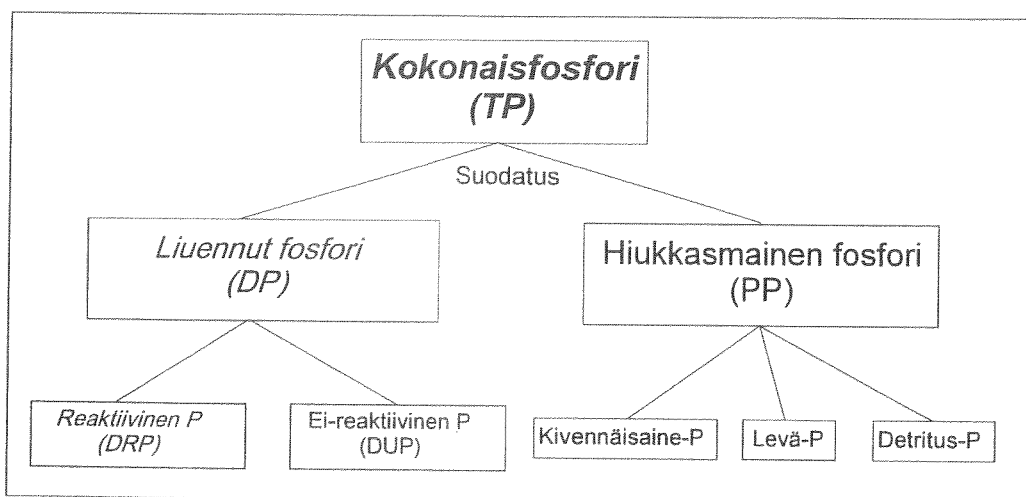 Kokonaisfosfori
(TP)
Suodatus
Liuennut fosfori
(DP)
Hiukkasmainen fosfori
(PP)
Reaktiivinen P
(DRP)
Ei-reaktiivinen P
(DUP)
Kivennäisaine-P
Levä-P
Detritus-P